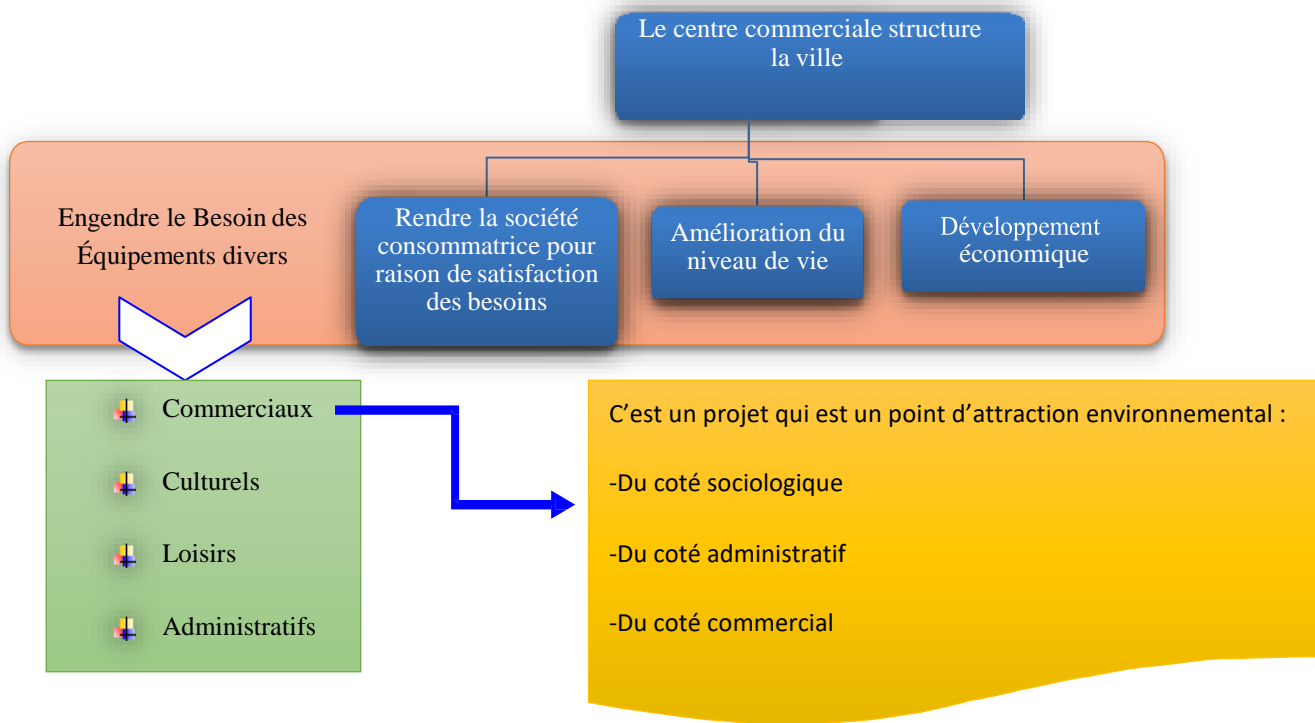 Le centre commerciale structure
la ville
Engendre le Besoin des
Équipements divers
Rendre la société
consommatrice pour
raison de satisfaction
des besoins
Amélioration du
niveau de vie
Développement
économique
Commerciaux
Culturels
Loisirs
Administratifs
C’est un projet qui est un point d’attraction environnemental :
-Du coté sociologique
-Du coté administratif
-Du coté commercial